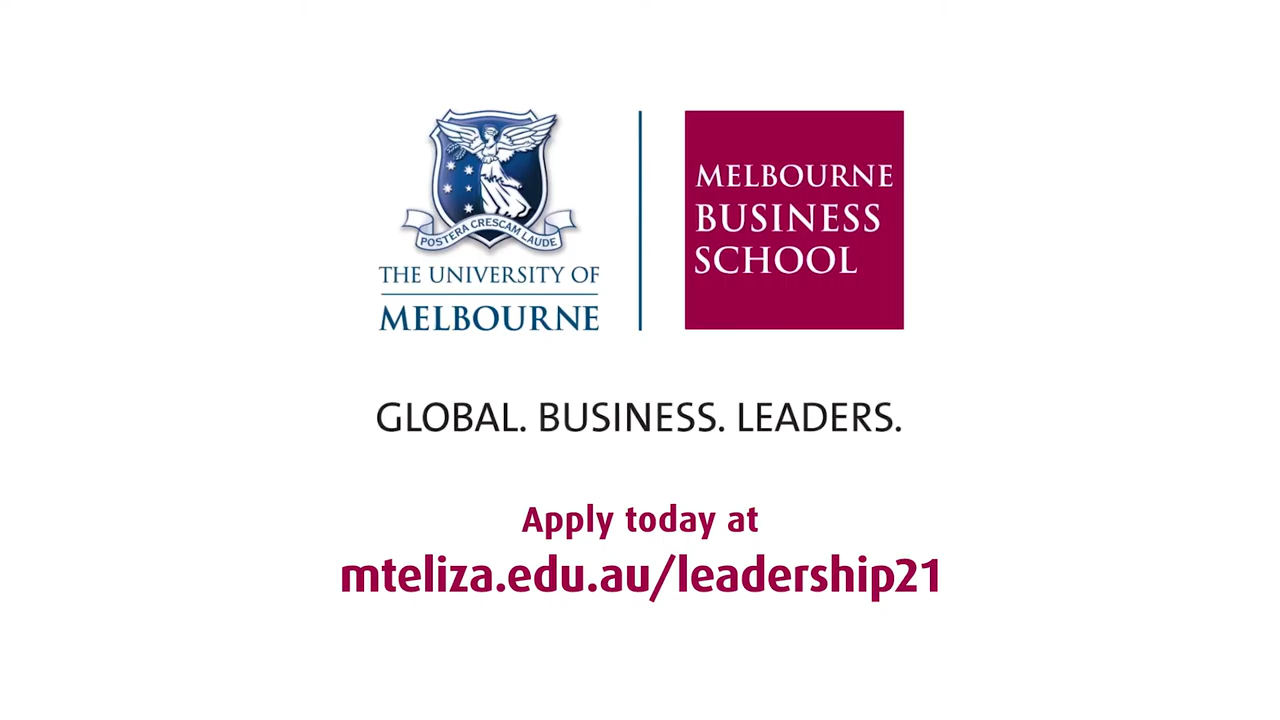 POSTERA CRESCAM LAUDE
THE UNIVERSITY OF
MELBOURNE
MELBOURNE
BUSINESS
SCHOOL
GLOBAL. BUSINESS. LEADERS.
Apply today at
mteliza.edu.au/leadership21